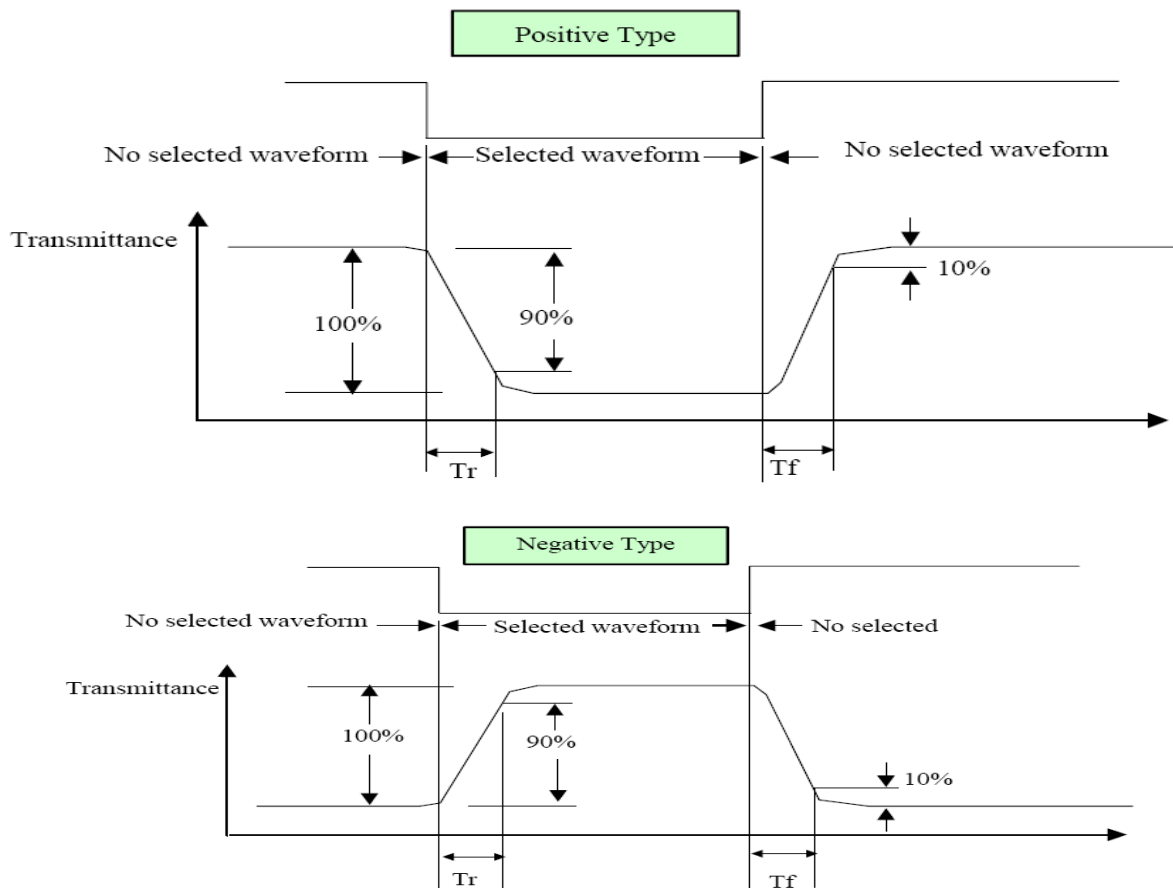 Positive Type
No selected waveform
Selected waveform
No selected waveform
Transmittance
100%
90%
10%
Tr
Tf
Negative Type
No selected waveform
Selected waveform
No selected
Transmittance
100%
90%
10%
Tr
Tf